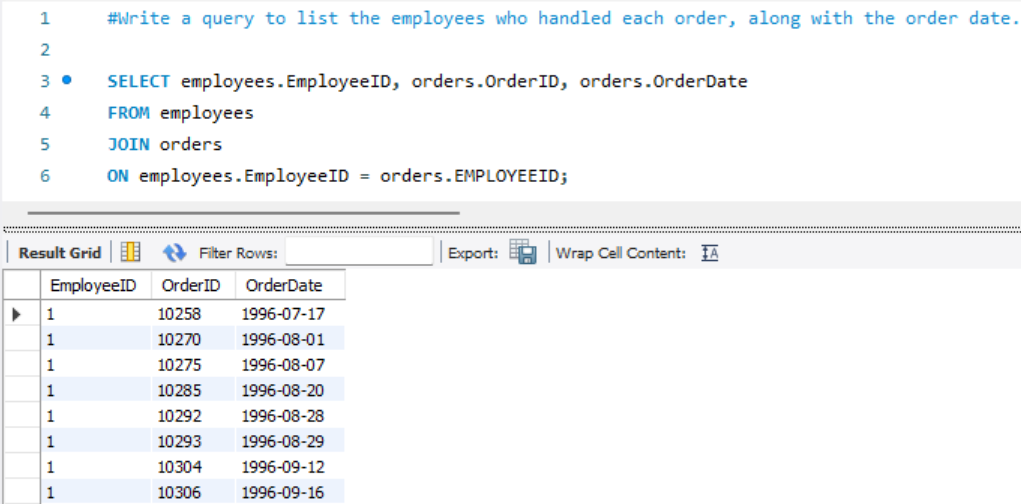 1 #Write a query to list the employees who handled each order, along with the order date.
2
3 SELECT employees.EmployeeID, orders.OrderID, orders.OrderDate
4 FROM employees
5 JOIN orders
6 ON employees.EmployeeID = orders.EMPLOYEEID;
Result Grid Filter Rows: Export: Wrap Cell Content: IA
EmployeeID OrderID OrderDate
1 10258 1996-07-17
1 10270 1996-08-01
1 10275 1996-08-07
1 10285 1996-08-20
1 10292 1996-08-28
1 10293 1996-08-29
1 10304 1996-09-12
1 10306 1996-09-16